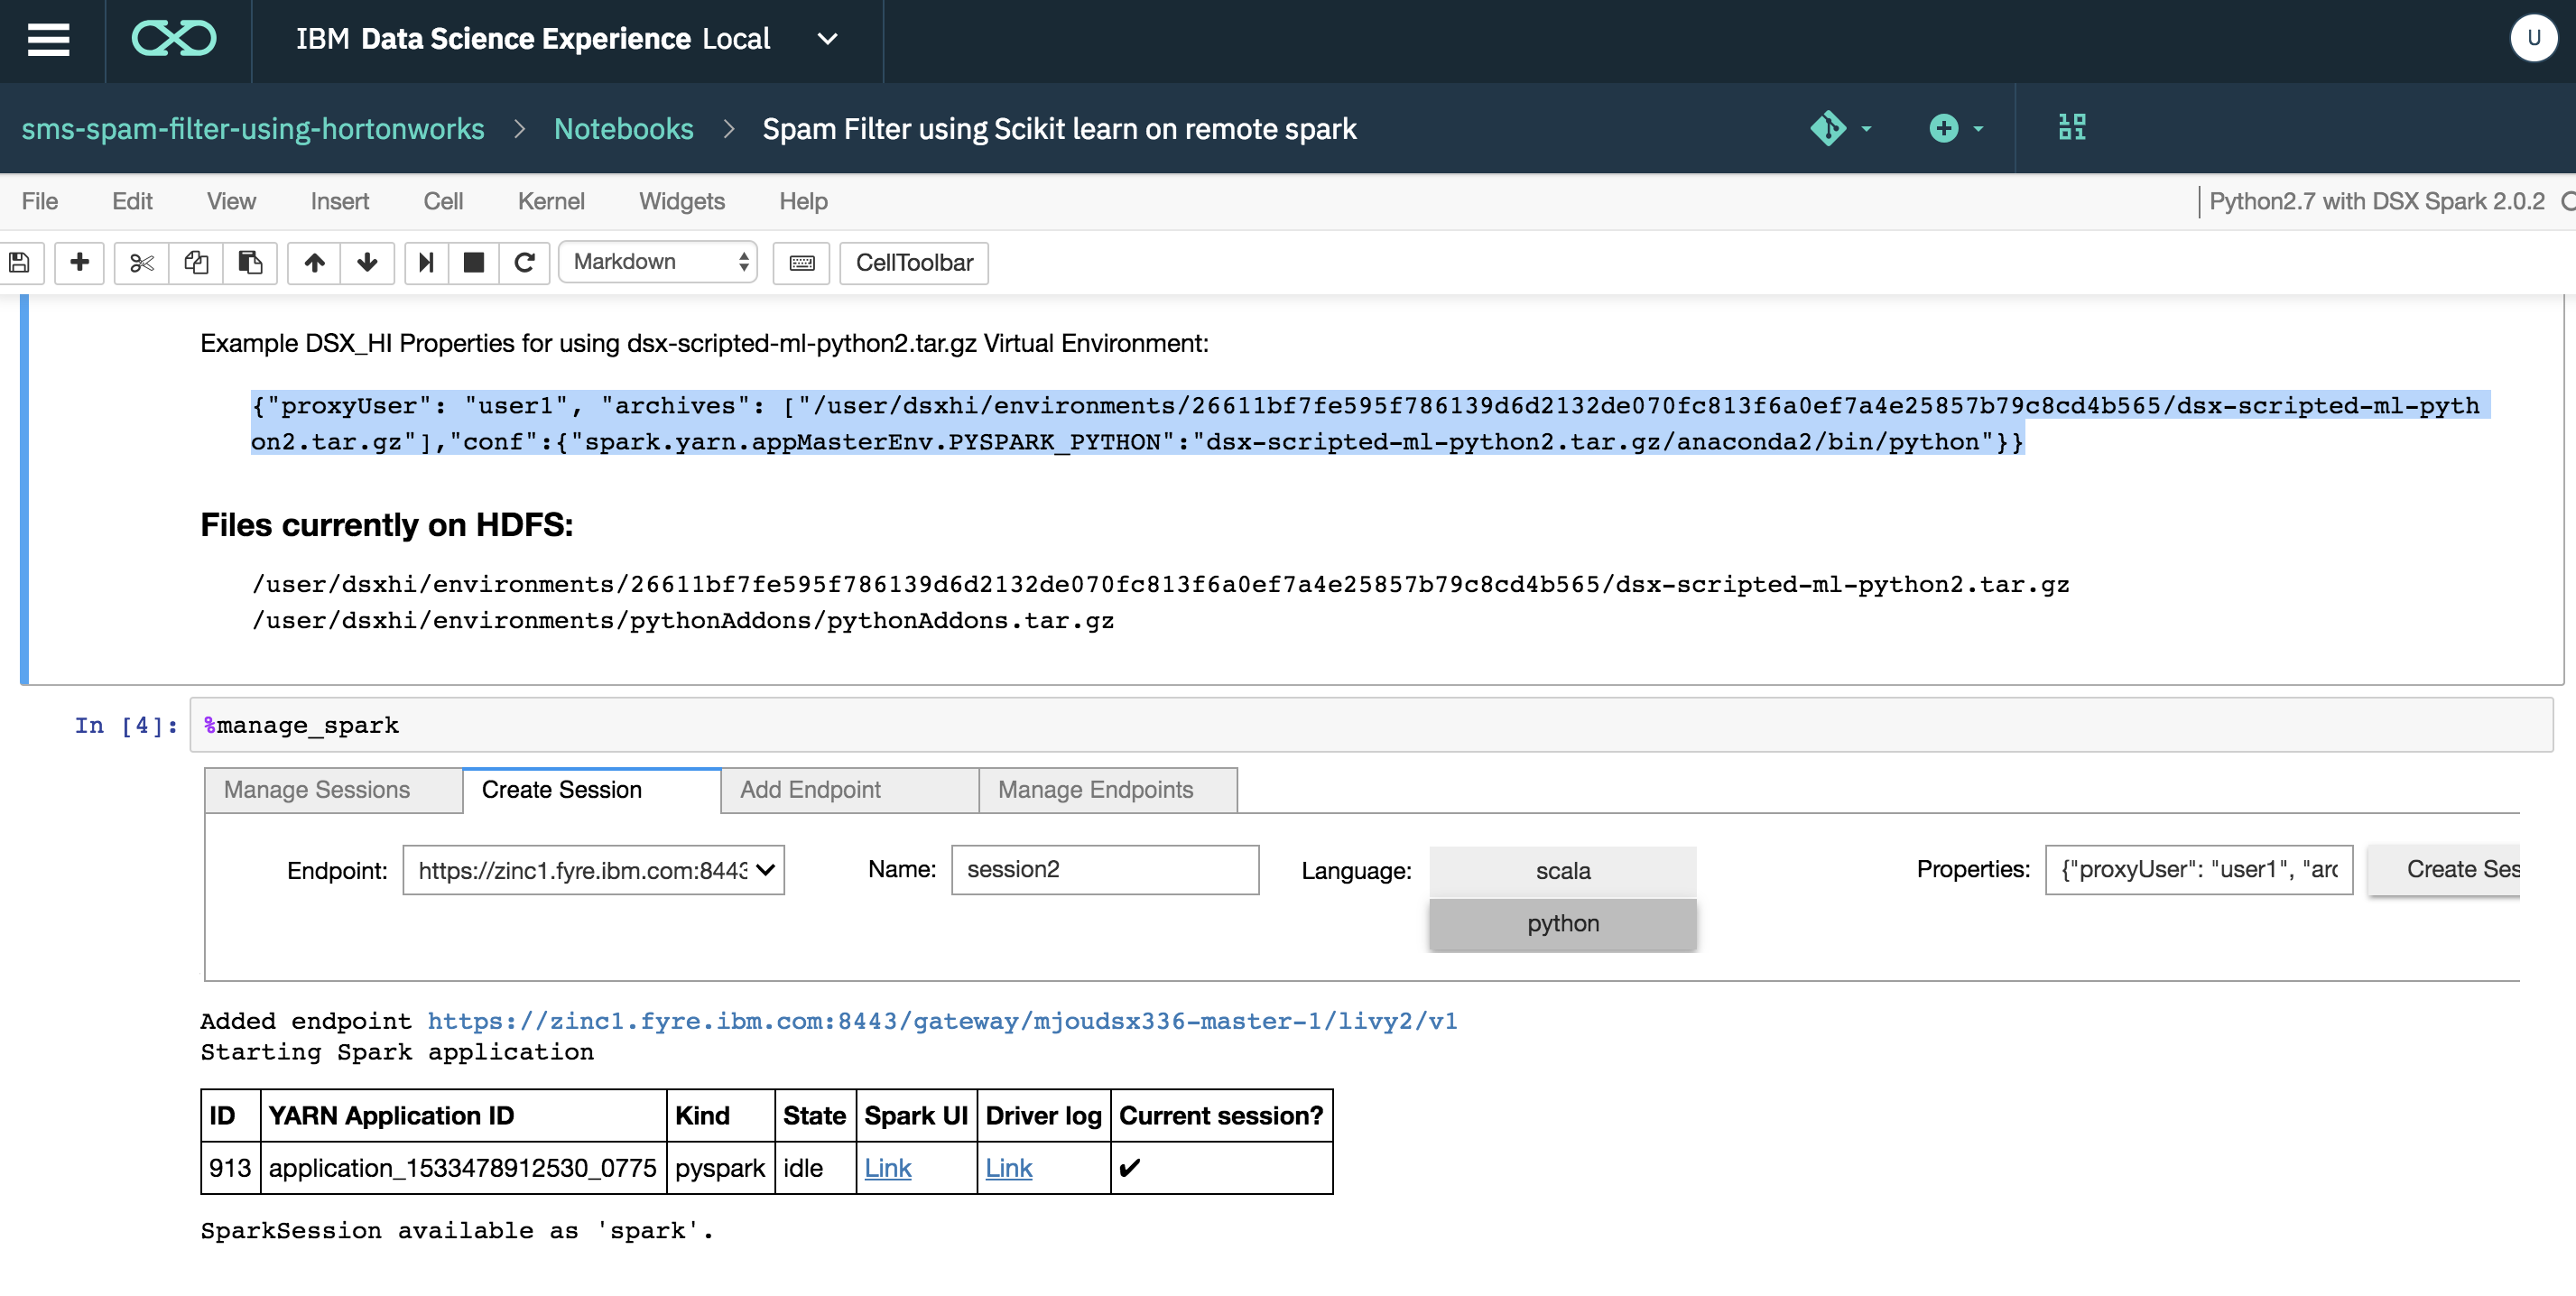 IBM Data Science Experience Local
U
sms-spam-filter-using-hortonworks > Notebooks > Spam Filter using Scikit learn on remote spark
File Edit View Insert Cell Kernel Widgets Help Python2.7 with DSX Spark 2.0.2
Markdown CellToolbar
Example DSX_HI Properties for using dsx-scripted-ml-python2.tar.gz Virtual Environment:
{"proxyUser": "user1", "archives": ["/user/dsxhi/environments/26611bf7fe595f786139d6d2132de070fc813f6a0ef7a4e25857b79c8cd4b565/dsx-scripted-ml-pyth
on2.tar.gz"],"conf":{"spark.yarn.appMasterEnv.PYSPARK_PYTHON":"dsx-scripted-ml-python2.tar.gz/anaconda2/bin/python"}}
Files currently on HDFS:
/user/dsxhi/environments/26611bf7fe595f786139d6d2132de070fc813f6a0ef7a4e25857b79c8cd4b565/dsx-scripted-ml-python2.tar.gz
/user/dsxhi/environments/pythonAddons/pythonAddons.tar.gz
In [4]: %manage_spark
Manage Sessions Create Session Add Endpoint Manage Endpoints
Endpoint: https://zinc1.fyre.ibm.com:8443 Name: session2 Language: scala Properties: {"proxyUser": "user1", "arc Create Ses
python
Added endpoint https://zinc1.fyre.ibm.com:8443/gateway/mjoudsx336-master-1/livy2/v1
Starting Spark application
ID YARN Application ID Kind State Spark UI Driver log Current session?
913 application_1533478912530_0775 pyspark idle Link Link ✔
SparkSession available as 'spark'.